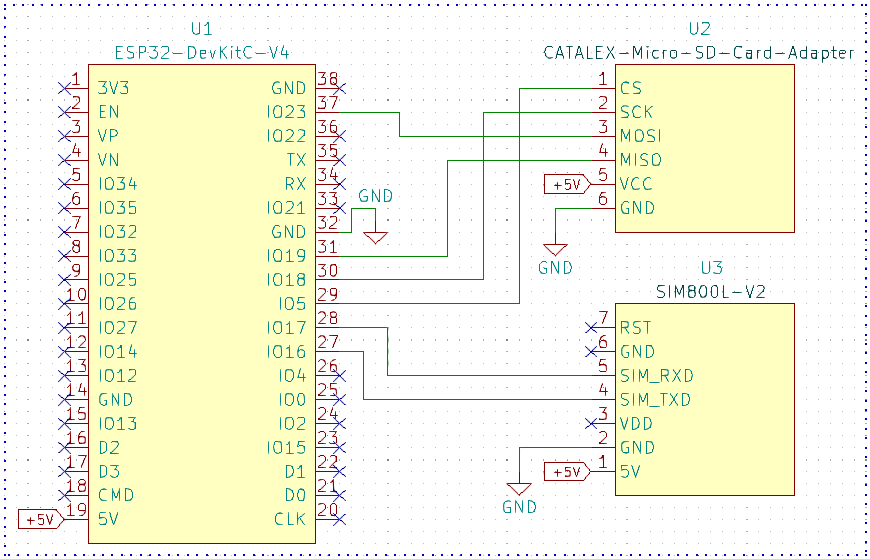 U1
ESP32-DevKitC-V4
1 3V3
2 EN
3 VP
4 VN
5 IO34
6 IO35
7 IO32
8 IO33
9 IO25
10 IO26
11 IO27
12 IO14
13 IO12
14 GND
15 IO13
16 D2
17 D3
18 CMD
+5V 19 5V
GND 38
IO23 37
IO22 36
TX 35
RX 34
IO21 33
GND 32
IO19 31
IO18 30
IO5 29
IO17 28
IO16 27
IO4 26
IO0 25
IO2 24
IO15 23
D1 22
D0 21
CLK 20
GND
U2
CATALEX-Micro-SD-Card-Adapter
1 CS
2 SCK
3 MOSI
4 MISO
+5V 5 VCC
6 GND
GND
U3
SIM800L-V2
7 RST
6 GND
5 SIM_RXD
4 SIM_TXD
3 VDD
2 GND
+5V 1 5V
GND